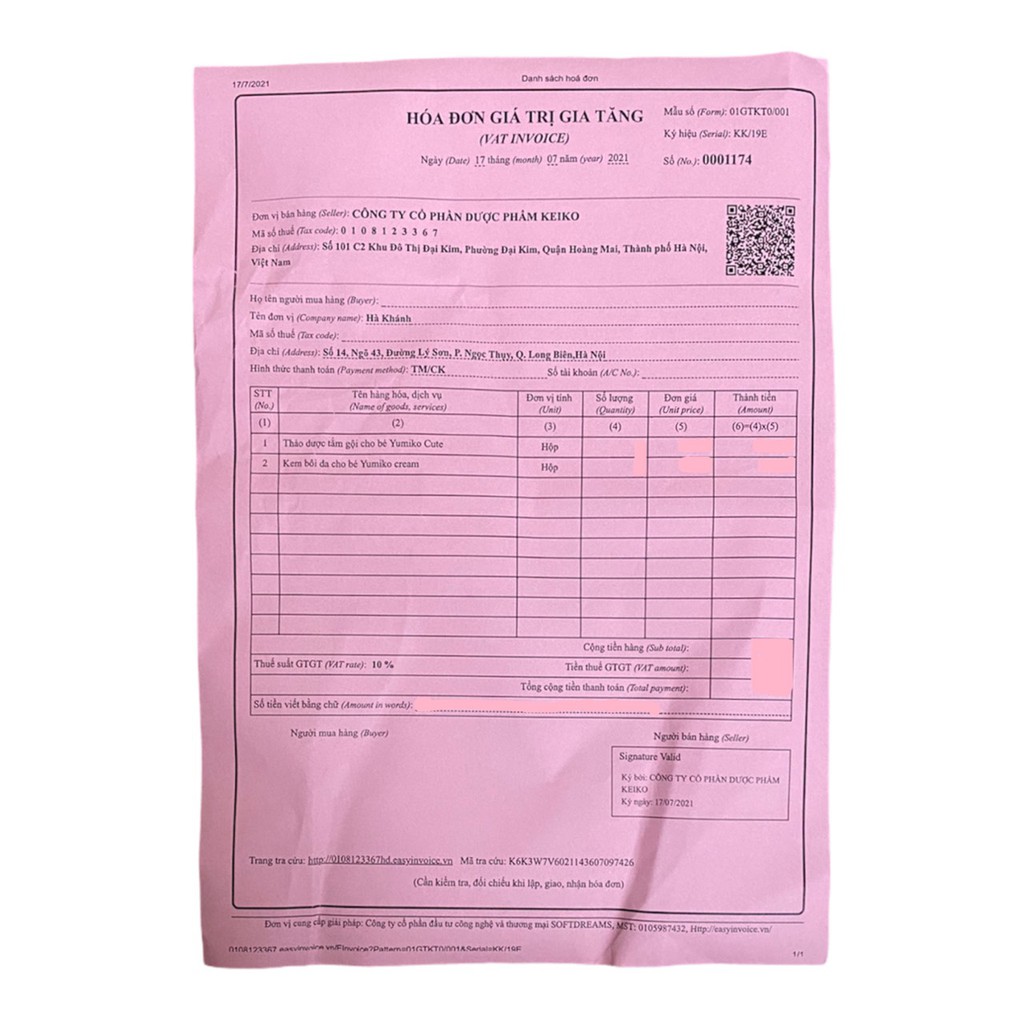 17/7/2021 Danh sách hoá đơn
HÓA ĐƠN GIÁ TRỊ GIA TĂNG
(VAT INVOICE)
Ngày (Date) 17 tháng (month) 07 năm (year) 2021
Mẫu số (Form): 01GTKT0/001
Ký hiệu (Serial): KK/19E
Số (No.): 0001174
Đơn vị bán hàng (Seller): CÔNG TY CỔ PHẦN DƯỢC PHẨM KEIKO
Mã số thuế (Tax code): 0 1 0 8 1 2 3 3 6 7
Địa chỉ (Address): Số 101 C2 Khu Đô Thị Đại Kim, Phường Đại Kim, Quận Hoàng Mai, Thành phố Hà Nội,
Việt Nam
Họ tên người mua hàng (Buyer):
Tên đơn vị (Company name): Hà Khánh
Mã số thuế (Tax code):
Địa chỉ (Address): Số 14, Ngõ 43, Đường Lý Sơn, P. Ngọc Thụy, Q. Long Biên,Hà Nội
Hình thức thanh toán (Payment method): TM/CK Số tài khoản (A/C No.):
STT Tên hàng hóa, dịch vụ Đơn vị tính Số lượng Đơn giá Thành tiền
(No.) (Name of goods, services) (Unit) (Quantity) (Unit price) (Amount)
(1) (2) (3) (4) (5) (6)=(4)x(5)
1 Thảo dược tắm gội cho bé Yumiko Cute Hộp
2 Kem bôi da cho bé Yumiko cream Hộp
Cộng tiền hàng (Sub total):
Thuế suất GTGT (VAT rate): 10 % Tiền thuế GTGT (VAT amount):
Tổng cộng tiền thanh toán (Total payment):
Số tiền viết bằng chữ (Amount in words):
Người mua hàng (Buyer) Người bán hàng (Seller)
Signature Valid
Ký bởi: CÔNG TY CỔ PHẦN DƯỢC PHẨM
KEIKO
Ký ngày: 17/07/2021
Trang tra cứu: http://0108123367hd.easyinvoice.vn Mã tra cứu: K6K3W7V6021143607097426
(Cần kiểm tra, đối chiếu khi lập, giao, nhận hóa đơn)
Đơn vị cung cấp giải pháp: Công ty cổ phần đầu tư công nghệ và thương mại SOFTDREAMS, MST: 0105987432, Http://easyinvoice.vn/
0108123367.easyinvoice.vn/EInvoice?Pattern=01GTKT0/001&Serial=KK/19E 1/1